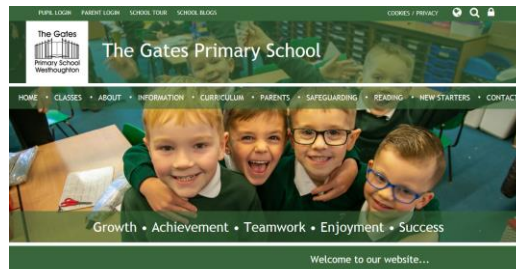 PUPIL LOGIN PARENT LOGIN SCHOOL TOUR SCHOOL BLOGS COOKIES / PRIVACY
The Gates
Primary School
Westhoughton
The Gates Primary School
HOME • CLASSES • ABOUT • INFORMATION • CURRICULUM • PARENTS • SAFEGUARDING • READING • NEW STARTERS • CONTACT
Growth • Achievement • Teamwork • Enjoyment • Success
Welcome to our website...